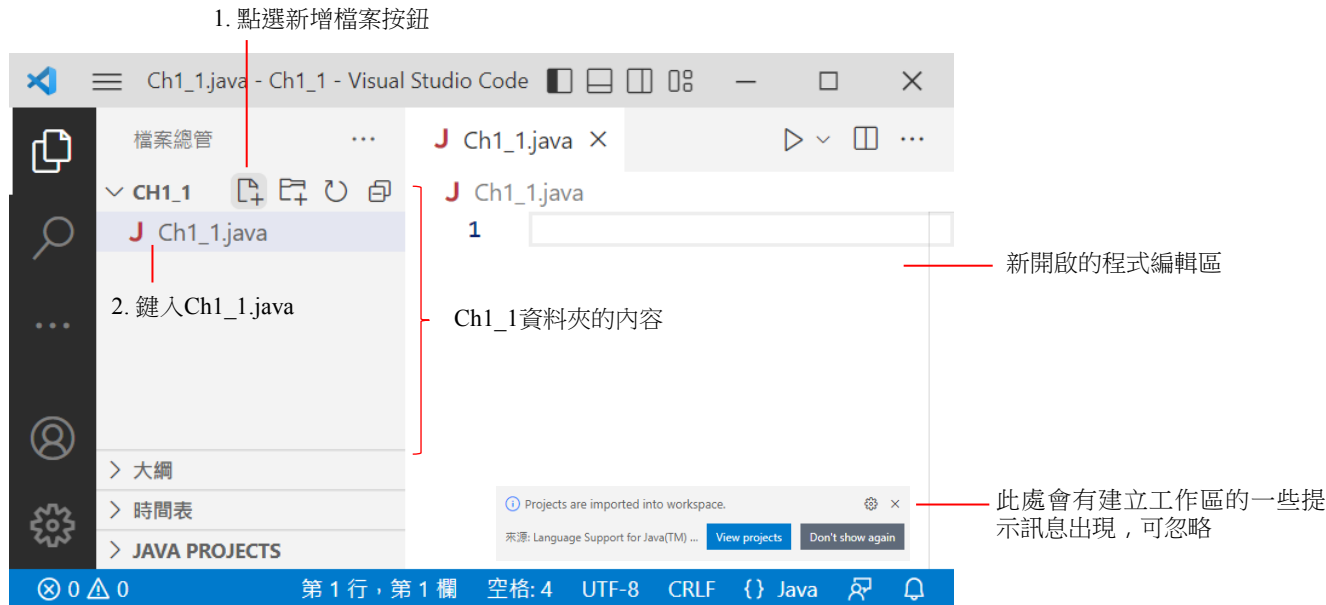 1. 點選新增檔案按鈕
Ch1_1.java - Ch1_1 - Visual Studio Code
檔案總管
Ch1_1.java
CH1_1
Ch1_1.java
Ch1_1.java
1
新開啟的程式編輯區
2. 鍵入Ch1_1.java
Ch1_1資料夾的內容
大綱
時間表
JAVA PROJECTS
Projects are imported into workspace.
來源: Language Support for Java(TM) ...
View projects
Don't show again
此處會有建立工作區的一些提
示訊息出現，可忽略
0 0 第 1 行，第 1 欄 空格: 4 UTF-8 CRLF {} Java